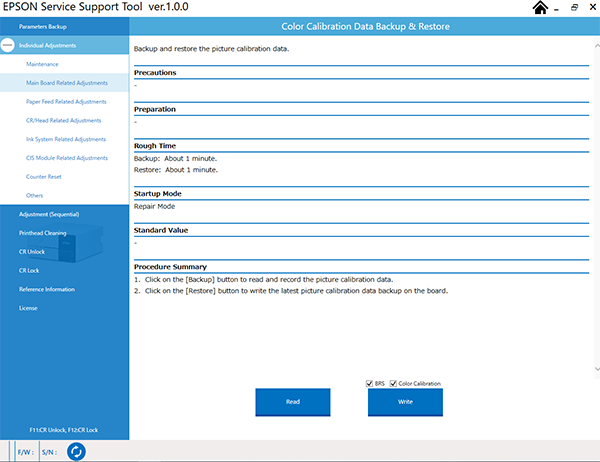 EPSON Service Support Tool ver.1.0.0
Parameters Backup
Individual Adjustments
Maintenance
Main Board Related Adjustments
Paper Feed Related Adjustments
CR/Head Related Adjustments
Ink System Related Adjustments
CIS Module Related Adjustments
Counter Reset
Others
Adjustment (Sequential)
Printhead Cleaning
CR Unlock
CR Lock
Reference Information
License
F11:CR Unlock, F12:CR Lock
Color Calibration Data Backup & Restore
Backup and restore the picture calibration data.
Precautions
-
Preparation
-
Rough Time
Backup: About 1 minute.
Restore: About 1 minute.
Startup Mode
Repair Mode
Standard Value
-
Procedure Summary
1. Click on the [Backup] button to read and record the picture calibration data.
2. Click on the [Restore] button to write the latest picture calibration data backup on the board.
BRS Color Calibration
Read Write
F/W : S/N :